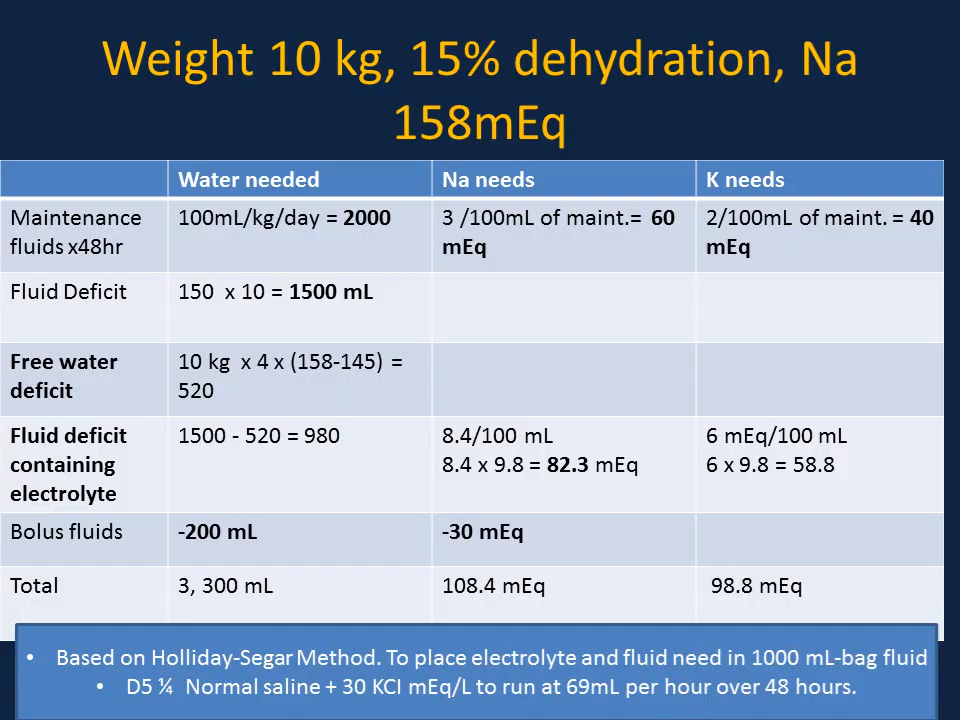 Weight 10 kg, 15% dehydration, Na
158mEq
Water needed
Na needs
K needs
Maintenance
fluids x48hr
100mL/kg/day = 2000
3 /100mL of maint.= 60
mEq
2/100mL of maint. = 40
mEq
Fluid Deficit
150 x 10 = 1500 mL
Free water
deficit
10 kg x 4 x (158-145) =
520
Fluid deficit
containing
electrolyte
1500 - 520 = 980
8.4/100 mL
8.4 x 9.8 = 82.3 mEq
6 mEq/100 mL
6 x 9.8 = 58.8
Bolus fluids
-200 mL
-30 mEq
Total
3, 300 mL
108.4 mEq
98.8 mEq
• Based on Holliday-Segar Method. To place electrolyte and fluid need in 1000 mL-bag fluid
• D5 ¼ Normal saline + 30 KCI mEq/L to run at 69mL per hour over 48 hours.